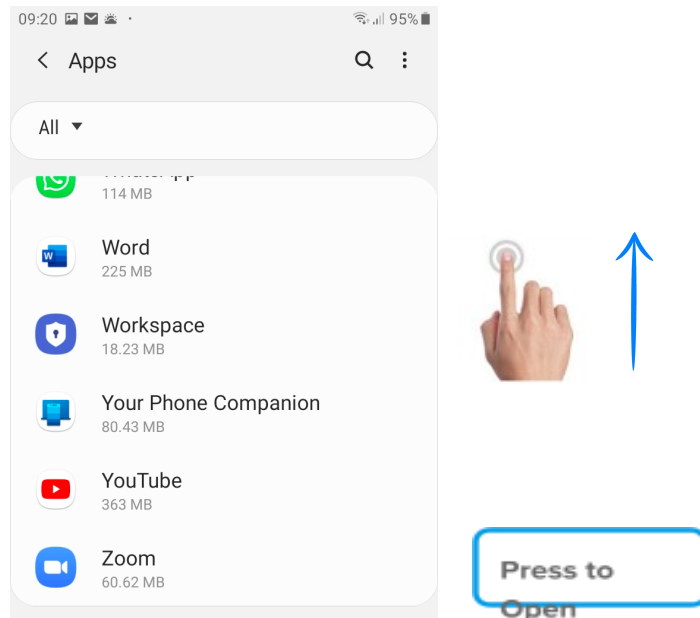 09:20
95%
Apps
All
114 MB
Word
225 MB
Workspace
18.23 MB
Your Phone Companion
80.43 MB
YouTube
363 MB
Zoom
60.62 MB
Press to
Open